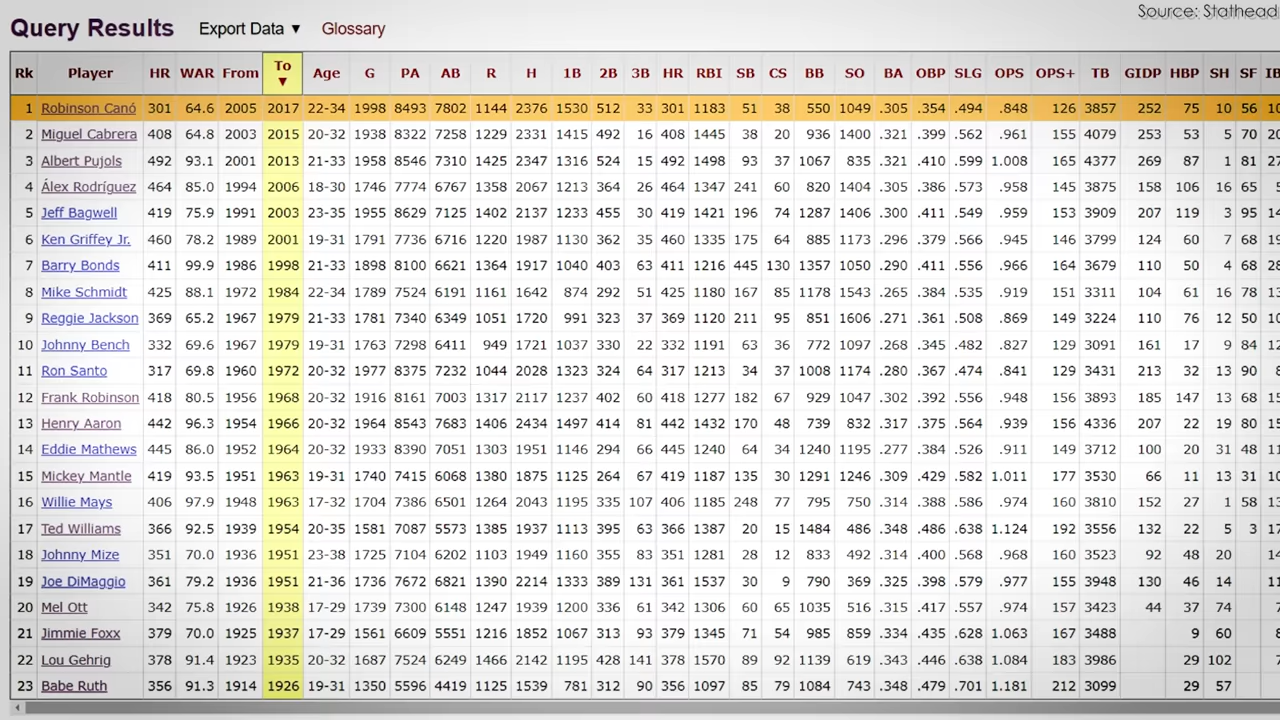 Source: Stathead
Query Results Export Data ▼ Glossary
Rk Player HR WAR From To ▼ Age G PA AB R H 1B 2B 3B HR RBI SB CS BB SO BA OBP SLG OPS OPS+ TB GIDP HBP SH SF
1 Robinson Canó 301 64.6 2005 2017 22-34 1998 8493 7802 1144 2376 1530 512 33 301 1183 51 38 550 1049 .305 .354 .494 .848 126 3857 252 75 10 56
2 Miguel Cabrera 408 64.8 2003 2015 20-32 1938 8322 7258 1229 2331 1415 492 16 408 1445 38 20 936 1400 .321 .399 .562 .961 155 4079 253 53 5 70
3 Albert Pujols 492 93.1 2001 2013 21-33 1958 8546 7310 1425 2347 1316 524 15 492 1498 93 37 1067 835 .321 .410 .599 1.008 165 4377 269 87 1 81
4 Álex Rodríguez 464 85.0 1994 2006 18-30 1746 7774 6767 1358 2067 1213 364 26 464 1347 241 60 820 1404 .305 .386 .573 .958 145 3875 158 106 16 65
5 Jeff Bagwell 419 75.9 1991 2003 23-35 1955 8629 7125 1402 2137 1233 455 30 419 1421 196 74 1287 1406 .300 .411 .549 .959 153 3909 207 119 3 95
6 Ken Griffey Jr. 460 78.2 1989 2001 19-31 1791 7736 6716 1220 1987 1130 362 35 460 1335 175 64 885 1173 .296 .379 .566 .945 146 3799 124 60 7 68
7 Barry Bonds 411 99.9 1986 1998 21-33 1898 8100 6621 1364 1917 1040 403 63 411 1216 445 130 1357 1050 .290 .411 .556 .966 164 3679 110 50 4 68
8 Mike Schmidt 425 88.1 1972 1984 22-34 1789 7524 6191 1161 1642 874 292 51 425 1180 167 85 1178 1543 .265 .384 .535 .919 151 3311 104 61 16 78
9 Reggie Jackson 369 65.2 1967 1979 21-33 1781 7340 6349 1051 1720 991 323 37 369 1120 211 95 851 1606 .271 .361 .508 .869 149 3224 110 76 12 50
10 Johnny Bench 332 69.6 1967 1979 19-31 1763 7298 6411 949 1721 1037 330 22 332 1191 63 36 772 1097 .268 .345 .482 .827 129 3091 161 17 9 84
11 Ron Santo 317 69.8 1960 1972 20-32 1977 8375 7232 1044 2028 1323 324 64 317 1213 34 37 1008 1174 .280 .367 .474 .841 129 3431 213 32 13 90
12 Frank Robinson 418 80.5 1956 1968 20-32 1916 8161 7003 1317 2117 1237 402 60 418 1277 182 67 929 1047 .302 .392 .556 .948 156 3893 185 147 13 68
13 Henry Aaron 442 96.3 1954 1966 20-32 1964 8543 7683 1406 2434 1497 414 81 442 1432 170 48 739 832 .317 .375 .564 .939 156 4336 207 22 19 80
14 Eddie Mathews 445 86.0 1952 1964 20-32 1933 8390 7051 1303 1951 1146 294 66 445 1240 64 34 1240 1195 .277 .384 .526 .911 149 3712 100 20 31 48
15 Mickey Mantle 419 93.5 1951 1963 19-31 1740 7415 6068 1380 1875 1125 264 67 419 1187 135 30 1291 1246 .309 .429 .582 1.011 177 3530 66 11 13 31
16 Willie Mays 406 97.9 1948 1963 17-32 1704 7386 6501 1264 2043 1195 335 107 406 1185 248 77 795 750 .314 .388 .586 .974 160 3810 152 27 1 58
17 Ted Williams 366 92.5 1939 1954 20-35 1581 7087 5573 1385 1937 1113 395 63 366 1387 20 15 1484 486 .348 .486 .638 1.124 192 3556 132 22 5 3
18 Johnny Mize 351 70.0 1936 1951 23-38 1725 7104 6202 1103 1949 1160 355 83 351 1281 28 12 833 492 .314 .400 .568 .968 160 3523 92 48 20
19 Joe DiMaggio 361 79.2 1936 1951 21-36 1736 7672 6821 1390 2214 1333 389 131 361 1537 30 9 790 369 .325 .398 .579 .977 155 3948 130 46 14
20 Mel Ott 342 75.8 1926 1938 17-29 1739 7300 6148 1247 1939 1200 336 61 342 1306 60 65 1035 516 .315 .417 .557 .974 157 3423 44 37 74
21 Jimmie Foxx 379 70.0 1925 1937 17-29 1561 6609 5551 1216 1852 1067 313 93 379 1345 71 54 985 859 .334 .435 .628 1.063 167 3488 9 60
22 Lou Gehrig 378 91.4 1923 1935 20-32 1687 7524 6249 1466 2142 1195 428 141 378 1570 89 92 1139 619 .343 .446 .638 1.084 183 3986 29 102
23 Babe Ruth 356 91.3 1914 1926 19-31 1350 5596 4419 1125 1539 781 312 90 356 1097 85 79 1084 743 .348 .479 .701 1.181 212 3099 29 57